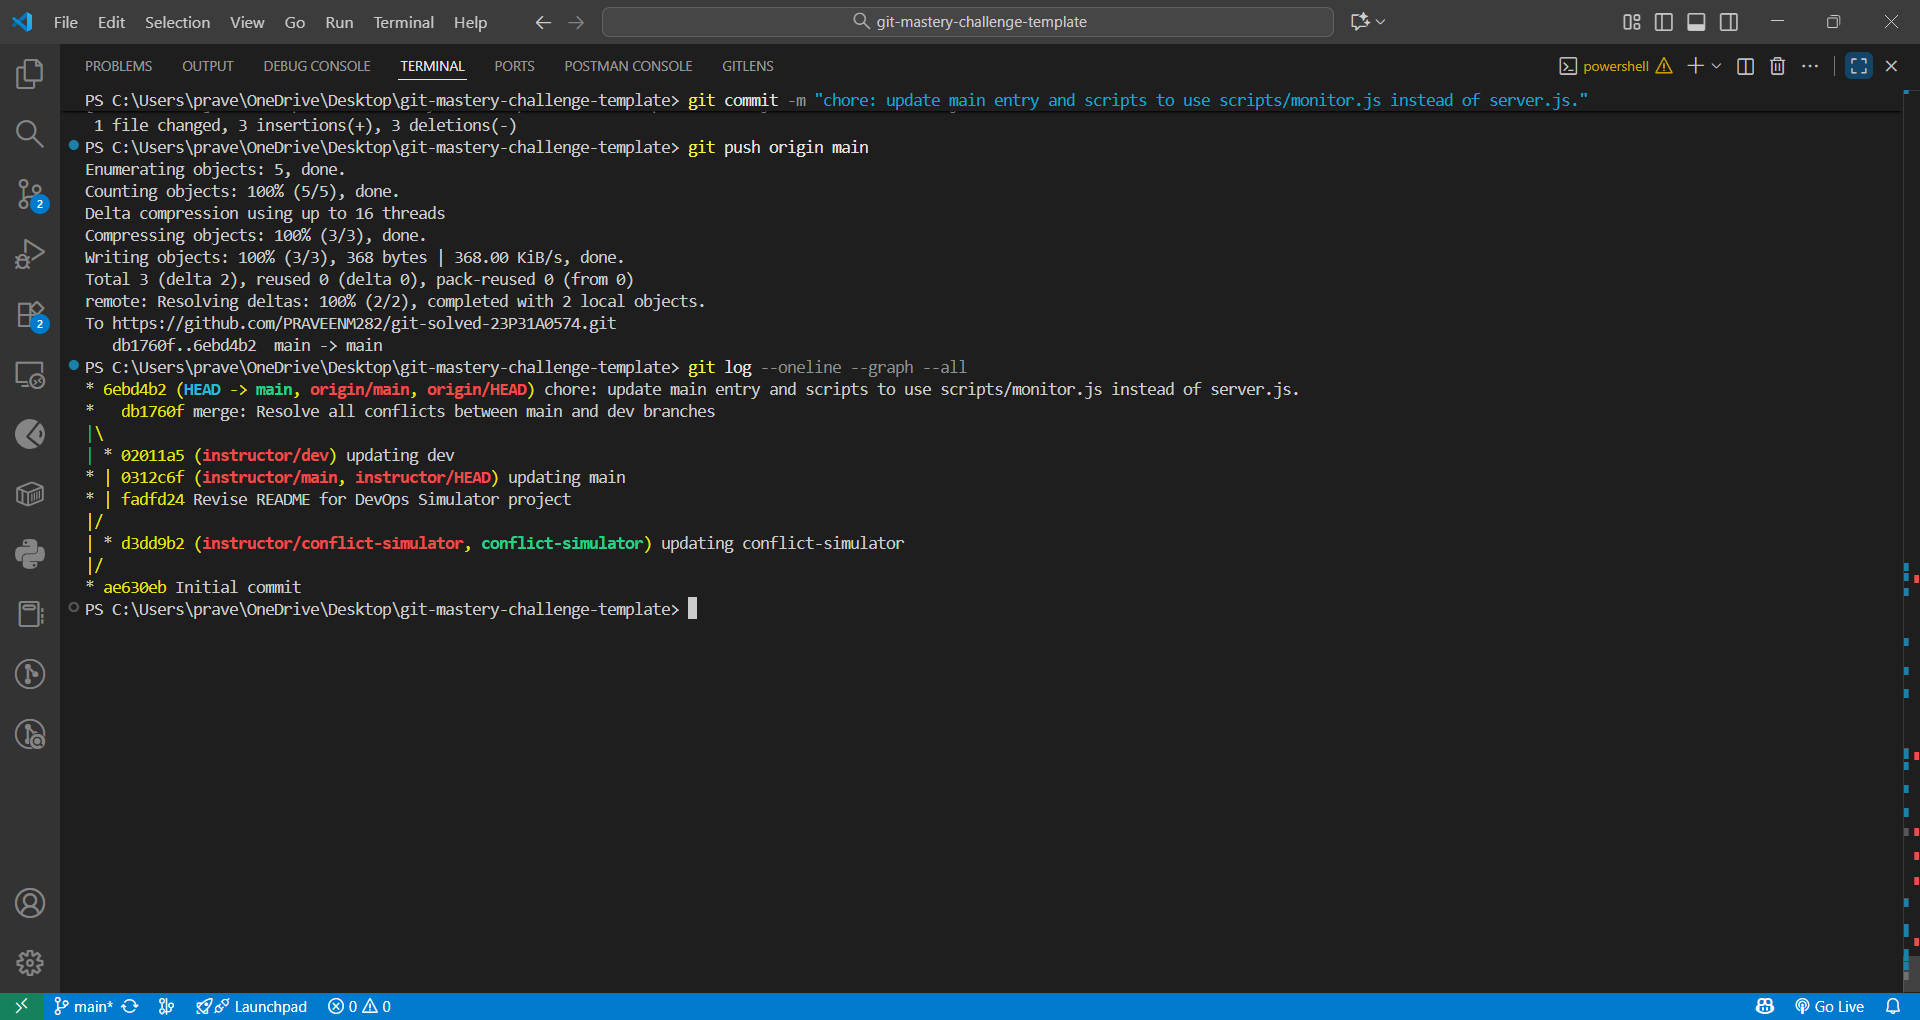 File Edit Selection View Go Run Terminal Help git-mastery-challenge-template
PROBLEMS OUTPUT DEBUG CONSOLE TERMINAL PORTS POSTMAN CONSOLE GITLENS powershell
PS C:\Users\prave\OneDrive\Desktop\git-mastery-challenge-template> git commit -m "chore: update main entry and scripts to use scripts/monitor.js instead of server.js."
1 file changed, 3 insertions(+), 3 deletions(-)
PS C:\Users\prave\OneDrive\Desktop\git-mastery-challenge-template> git push origin main
Enumerating objects: 5, done.
Counting objects: 100% (5/5), done.
Delta compression using up to 16 threads
Compressing objects: 100% (3/3), done.
Writing objects: 100% (3/3), 368 bytes | 368.00 KiB/s, done.
Total 3 (delta 2), reused 0 (delta 0), pack-reused 0 (from 0)
remote: Resolving deltas: 100% (2/2), completed with 2 local objects.
To https://github.com/PRAVEENM282/git-solved-23P31A0574.git
   db1760f..6ebd4b2  main -> main
PS C:\Users\prave\OneDrive\Desktop\git-mastery-challenge-template> git log --oneline --graph --all
* 6ebd4b2 (HEAD -> main, origin/main, origin/HEAD) chore: update main entry and scripts to use scripts/monitor.js instead of server.js.
*   db1760f merge: Resolve all conflicts between main and dev branches
|\
| * 02011a5 (instructor/dev) updating dev
* | 0312c6f (instructor/main, instructor/HEAD) updating main
* | fadfd24 Revise README for DevOps Simulator project
|/
| * d3dd9b2 (instructor/conflict-simulator, conflict-simulator) updating conflict-simulator
|/
* ae630eb Initial commit
PS C:\Users\prave\OneDrive\Desktop\git-mastery-challenge-template>
2
2
main* Launchpad 0 0 Go Live